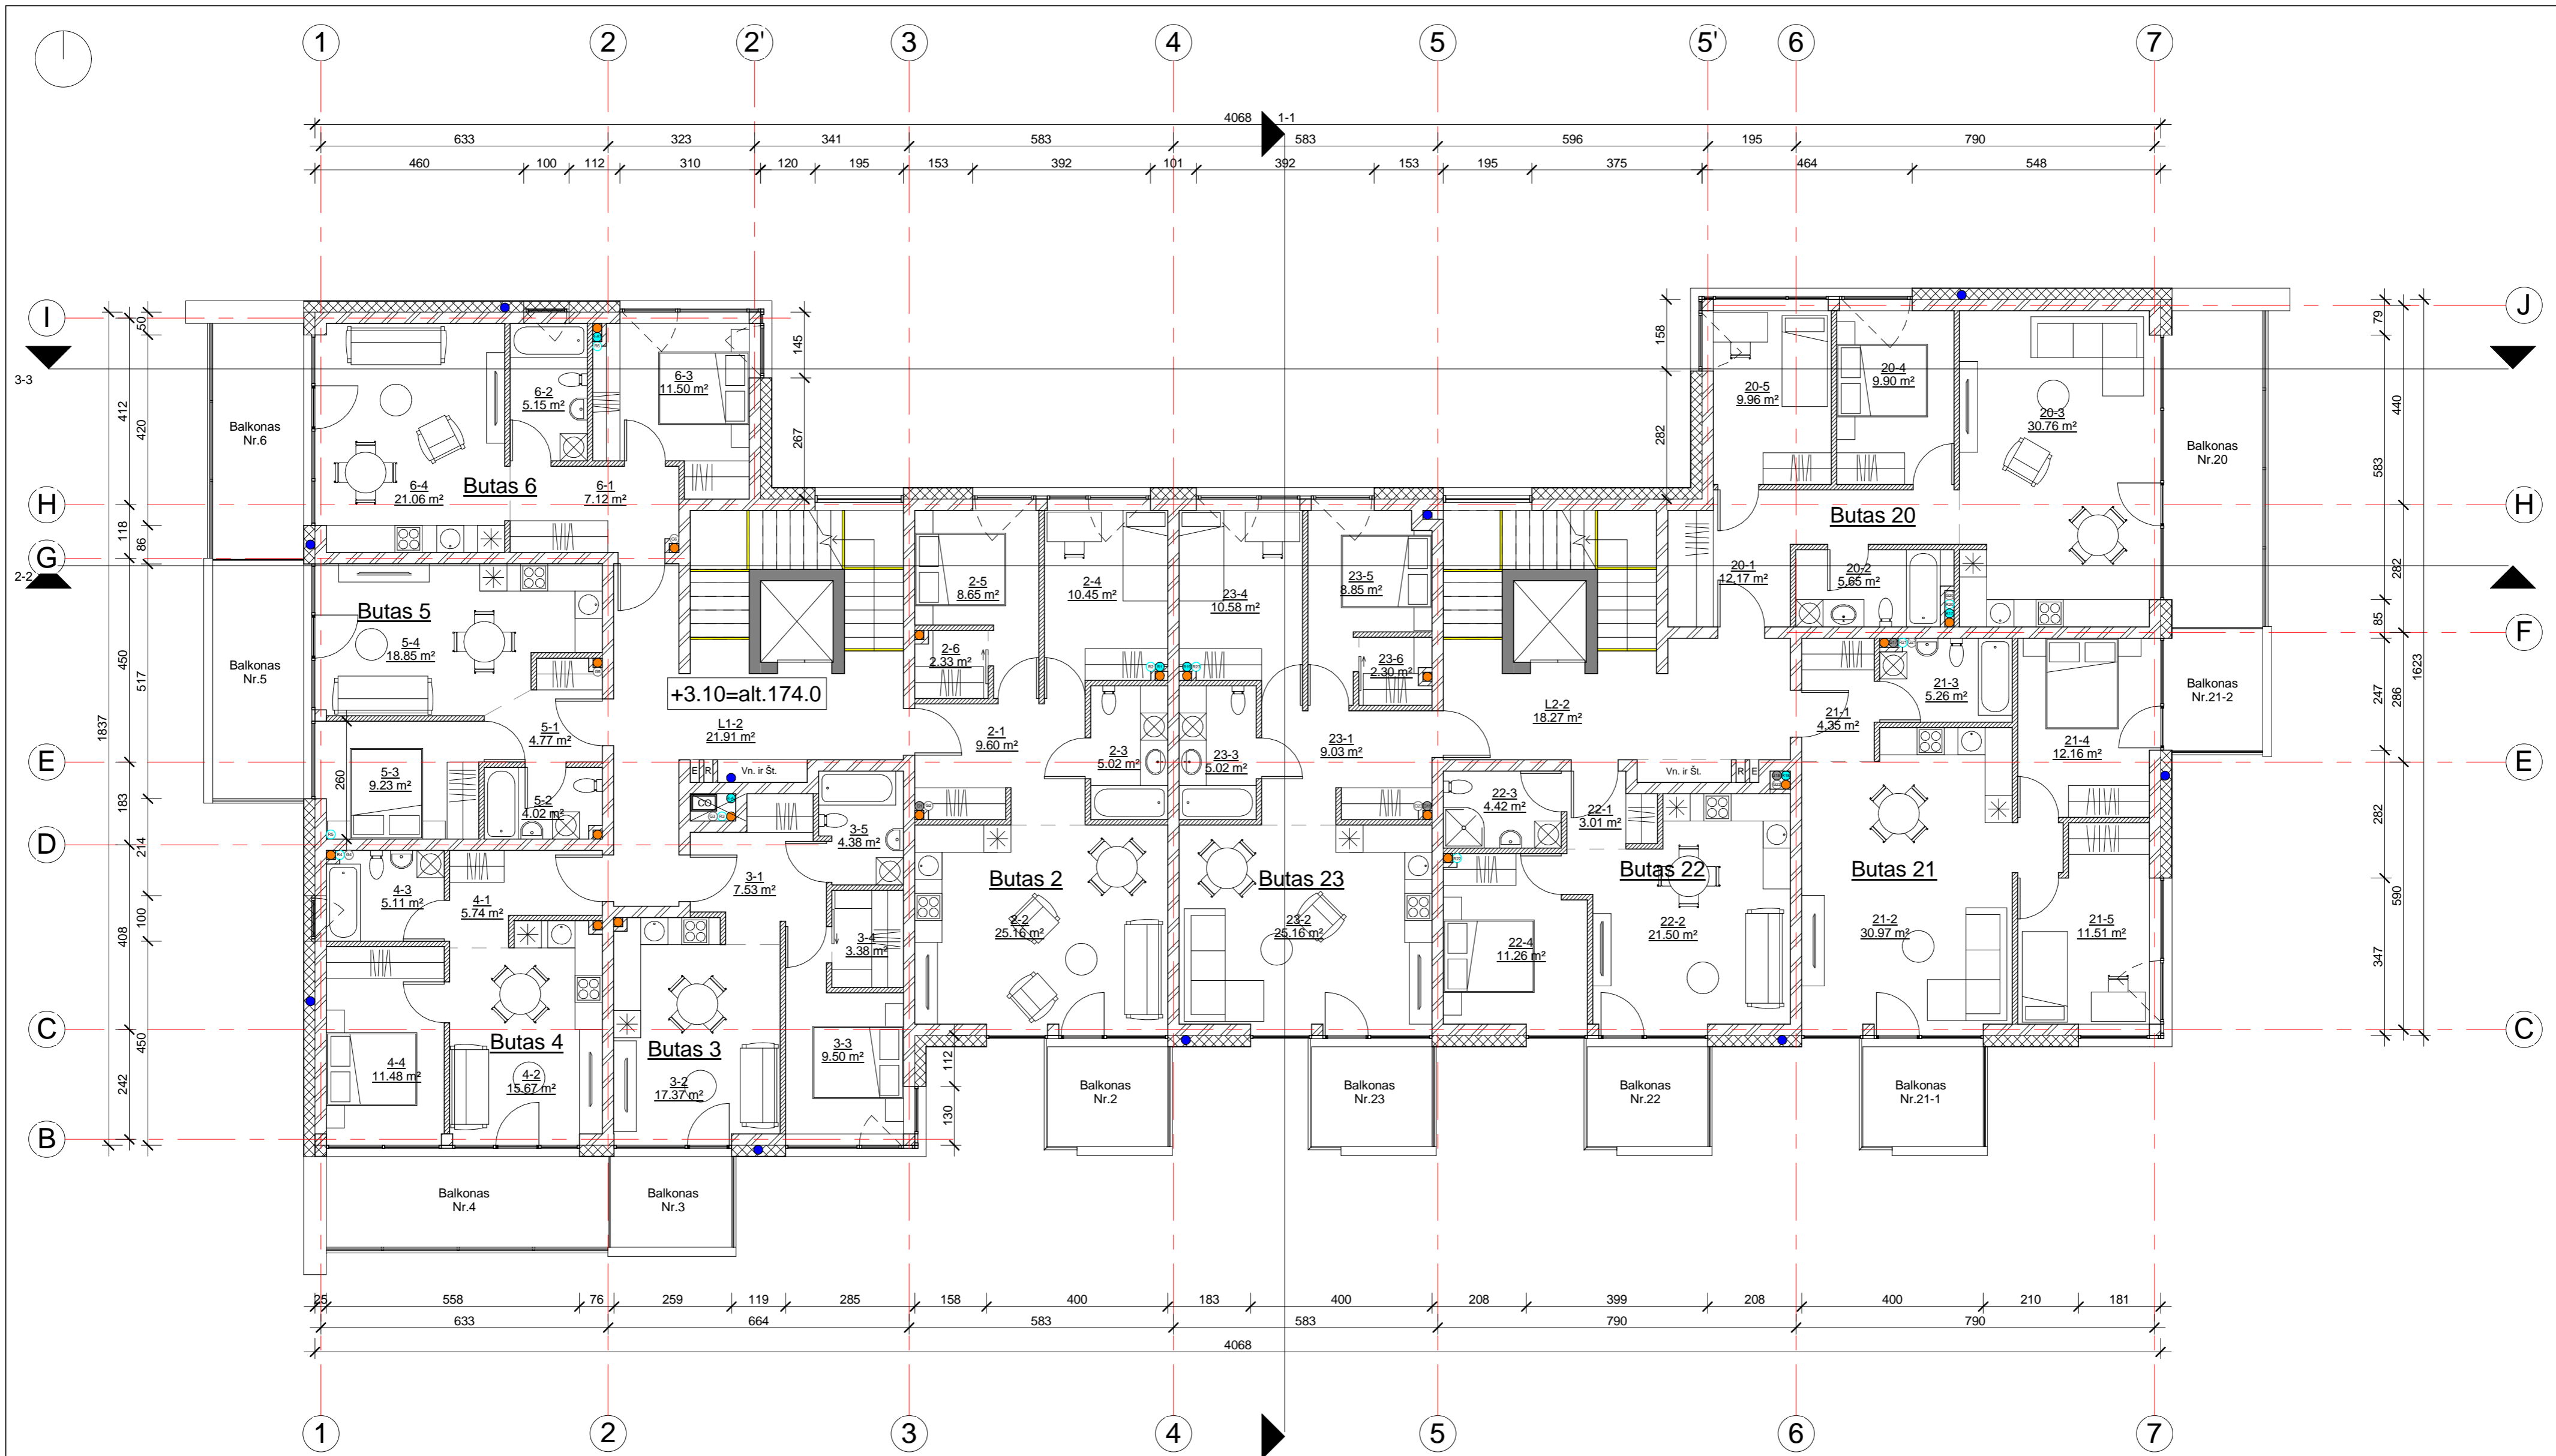 1 2 2' 3 4 5 5' 6 7
4068 1-1
633 323 341 583 583 596 195 790
460 100 112 310 120 195 153 392 101 392 153 195 375 464 548
I
J
3-3
H
H
G
2-2
F
E
E
D
C
C
B
1837
412
118
450
183
408
242
50
420
86
517
214
100
450
260
145
267
158
282
79
440
282
85
247
282
347
583
286
590
1623
112
130
Balkonas
Nr.6
6-4
21.06 m²
Butas 6
6-2
5.15 m²
6-1
7.12 m²
6-3
11.50 m²
Balkonas
Nr.5
Butas 5
5-4
18.85 m²
5-1
4.77 m²
5-3
9.23 m²
5-2
4.02 m²
+3.10=alt.174.0
L1-2
21.91 m²
E R Vn. ir Št.
CO
2-5
8.65 m²
2-4
10.45 m²
2-6
2.33 m²
2-1
9.60 m²
2-3
5.02 m²
Butas 2
2-2
25.16 m²
23-4
10.58 m²
23-5
8.85 m²
23-6
2.30 m²
23-3
5.02 m²
23-1
9.03 m²
Butas 23
23-2
25.16 m²
L2-2
18.27 m²
Vn. ir Št. R E
20-5
9.96 m²
20-4
9.90 m²
20-3
30.76 m²
Butas 20
20-1
12.17 m²
20-2
5.65 m²
Balkonas
Nr.20
Balkonas
Nr.21-2
21-1
4.35 m²
21-3
5.26 m²
21-4
12.16 m²
Butas 21
21-2
30.97 m²
21-5
11.51 m²
22-3
4.42 m²
22-1
3.01 m²
Butas 22
22-2
21.50 m²
22-4
11.26 m²
4-3
5.11 m²
4-1
5.74 m²
4-4
11.48 m²
Butas 4
4-2
15.67 m²
3-1
7.53 m²
3-5
4.38 m²
3-4
3.38 m²
Butas 3
3-2
17.37 m²
3-3
9.50 m²
Balkonas
Nr.2
Balkonas
Nr.23
Balkonas
Nr.22
Balkonas
Nr.21-1
Balkonas
Nr.4
Balkonas
Nr.3
25 558 76 259 119 285 158 400 183 400 208 399 208 400 210 181
633 664 583 583 790 790
4068
1 2 3 4 5 6 7